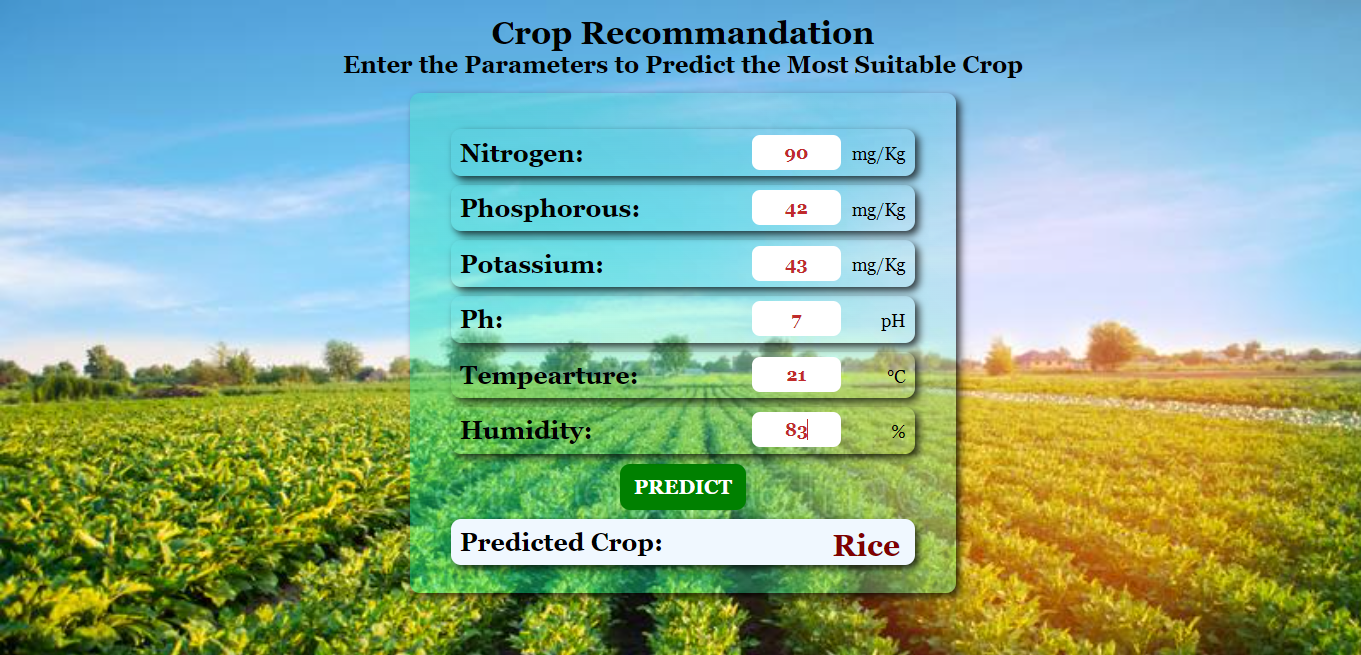 Crop Recommandation
Enter the Parameters to Predict the Most Suitable Crop
Nitrogen: 90 mg/Kg
Phosphorous: 42 mg/Kg
Potassium: 43 mg/Kg
Ph: 7 pH
Tempearture: 21 °C
Humidity: 83 %
PREDICT
Predicted Crop: Rice